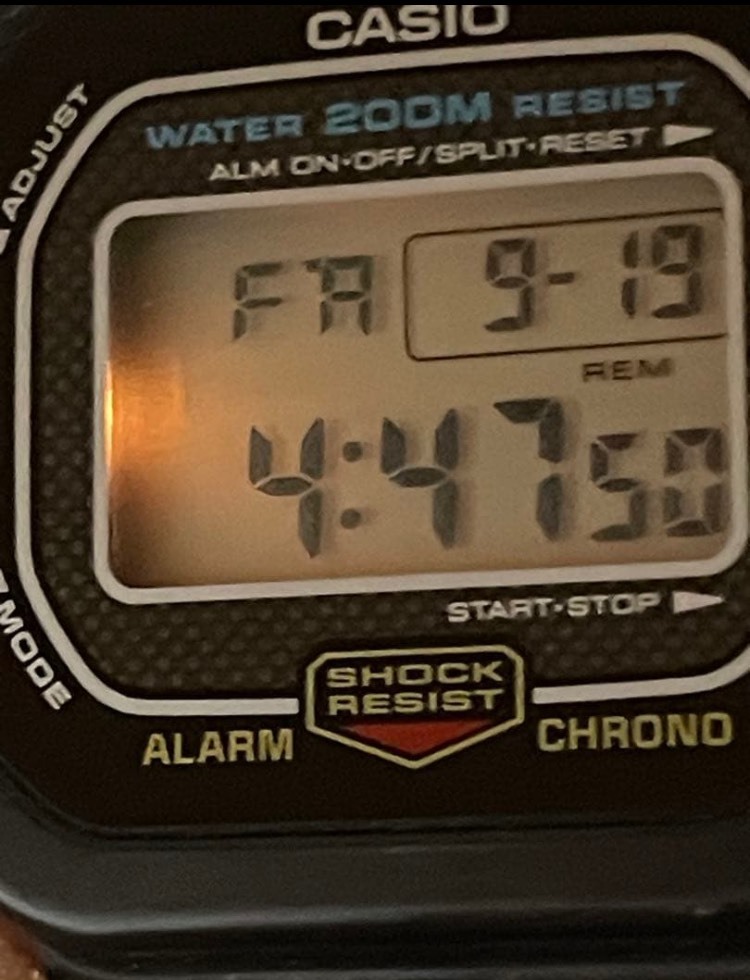 CASIO
ADJUST
WATER 200M RESIST
ALM ON·OFF/SPLIT·RESET
FR 9-19
REM
4:47 50
START·STOP
MODE
SHOCK
RESIST
ALARM
CHRONO